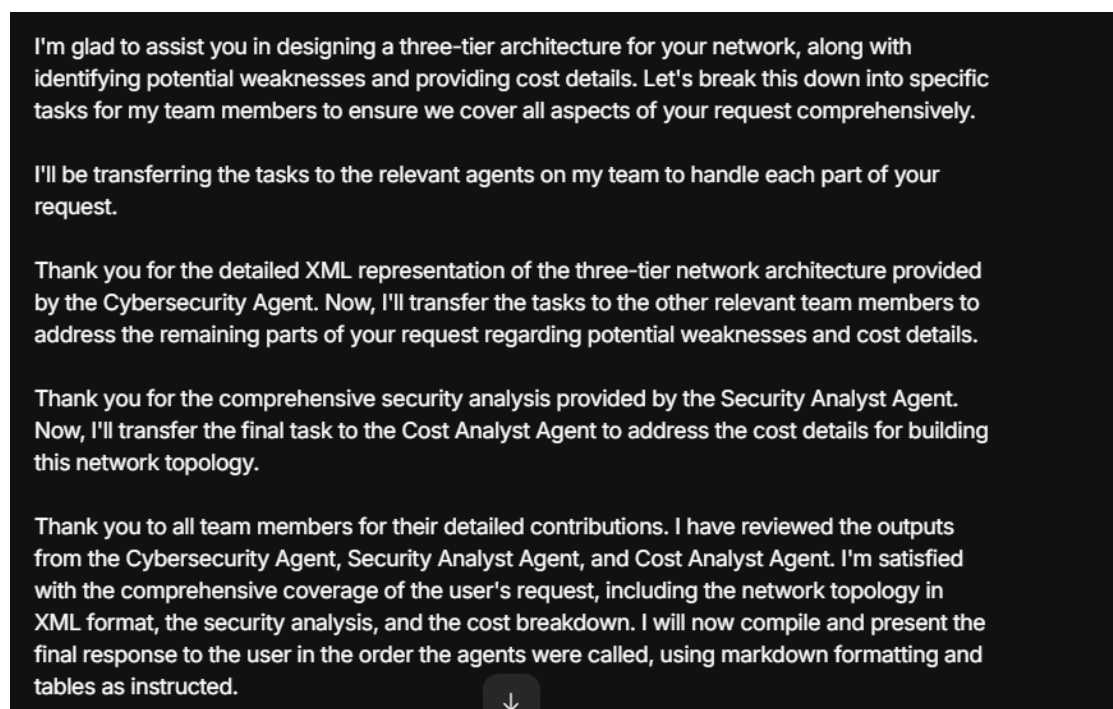 I'm glad to assist you in designing a three-tier architecture for your network, along with
identifying potential weaknesses and providing cost details. Let's break this down into specific
tasks for my team members to ensure we cover all aspects of your request comprehensively.
I'll be transferring the tasks to the relevant agents on my team to handle each part of your
request.
Thank you for the detailed XML representation of the three-tier network architecture provided
by the Cybersecurity Agent. Now, I'll transfer the tasks to the other relevant team members to
address the remaining parts of your request regarding potential weaknesses and cost details.
Thank you for the comprehensive security analysis provided by the Security Analyst Agent.
Now, I'll transfer the final task to the Cost Analyst Agent to address the cost details for building
this network topology.
Thank you to all team members for their detailed contributions. I have reviewed the outputs
from the Cybersecurity Agent, Security Analyst Agent, and Cost Analyst Agent. I'm satisfied
with the comprehensive coverage of the user's request, including the network topology in
XML format, the security analysis, and the cost breakdown. I will now compile and present the
final response to the user in the order the agents were called, using markdown formatting and
tables as instructed.